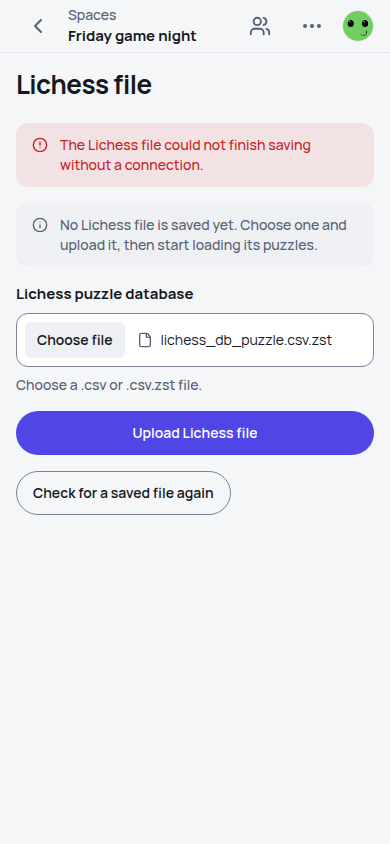 Spaces
Friday game night
Lichess file
The Lichess file could not finish saving
without a connection.
No Lichess file is saved yet. Choose one and
upload it, then start loading its puzzles.
Lichess puzzle database
Choose file lichess_db_puzzle.csv.zst
Choose a .csv or .csv.zst file.
Upload Lichess file
Check for a saved file again